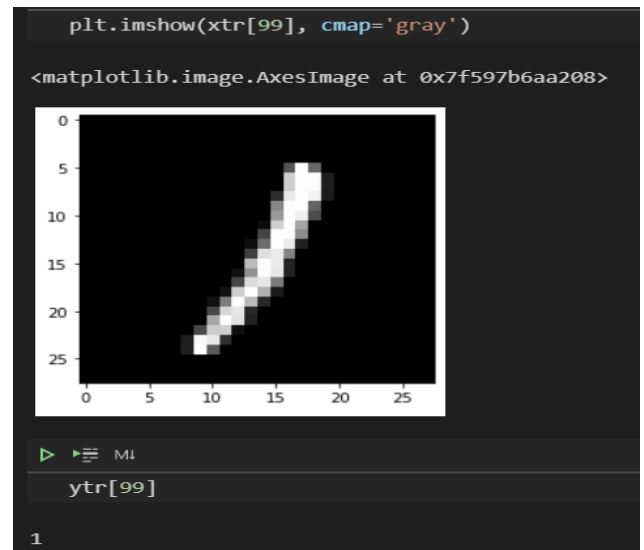 plt.imshow(xtr[99], cmap='gray')
<matplotlib.image.AxesImage at 0x7f597b6aa208>
0
5
10
15
20
25
0 5 10 15 20 25
M↓
ytr[99]
1